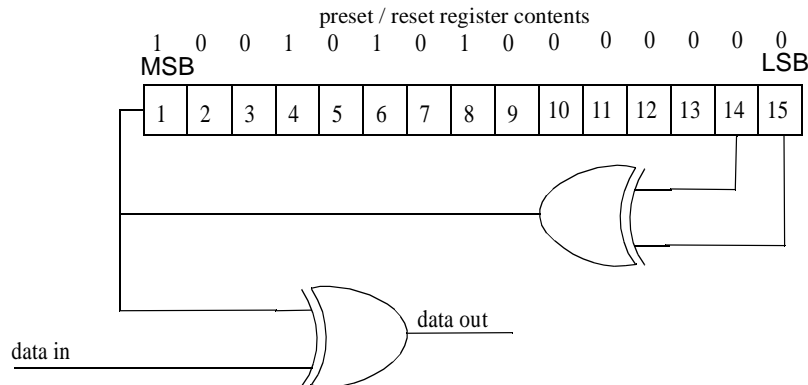 preset / reset register contents
1 0 0 1 0 1 0 1 0 0 0 0 0 0 0
MSB LSB
1 2 3 4 5 6 7 8 9 10 11 12 13 14 15
data out
data in